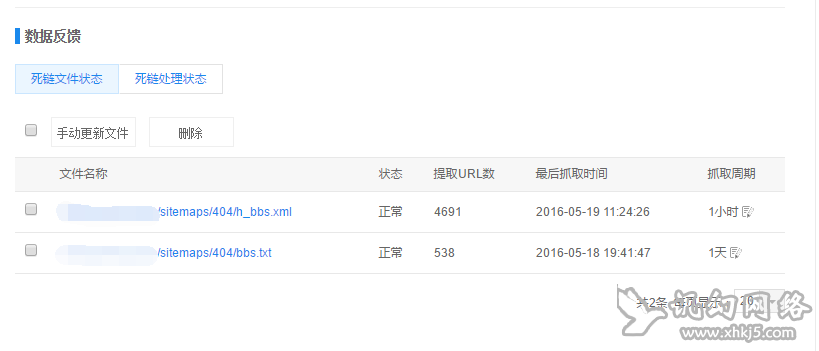 数据反馈
死链文件状态 死链处理状态
手动更新文件 删除
文件名称 状态 提取URL数 最后抓取时间 抓取周期
/sitemaps/404/h_bbs.xml 正常 4691 2016-05-19 11:24:26 1小时
/sitemaps/404/bbs.txt 正常 538 2016-05-18 19:41:47 1天
共2条 每页显示 20
网络
www.xhkj5.com